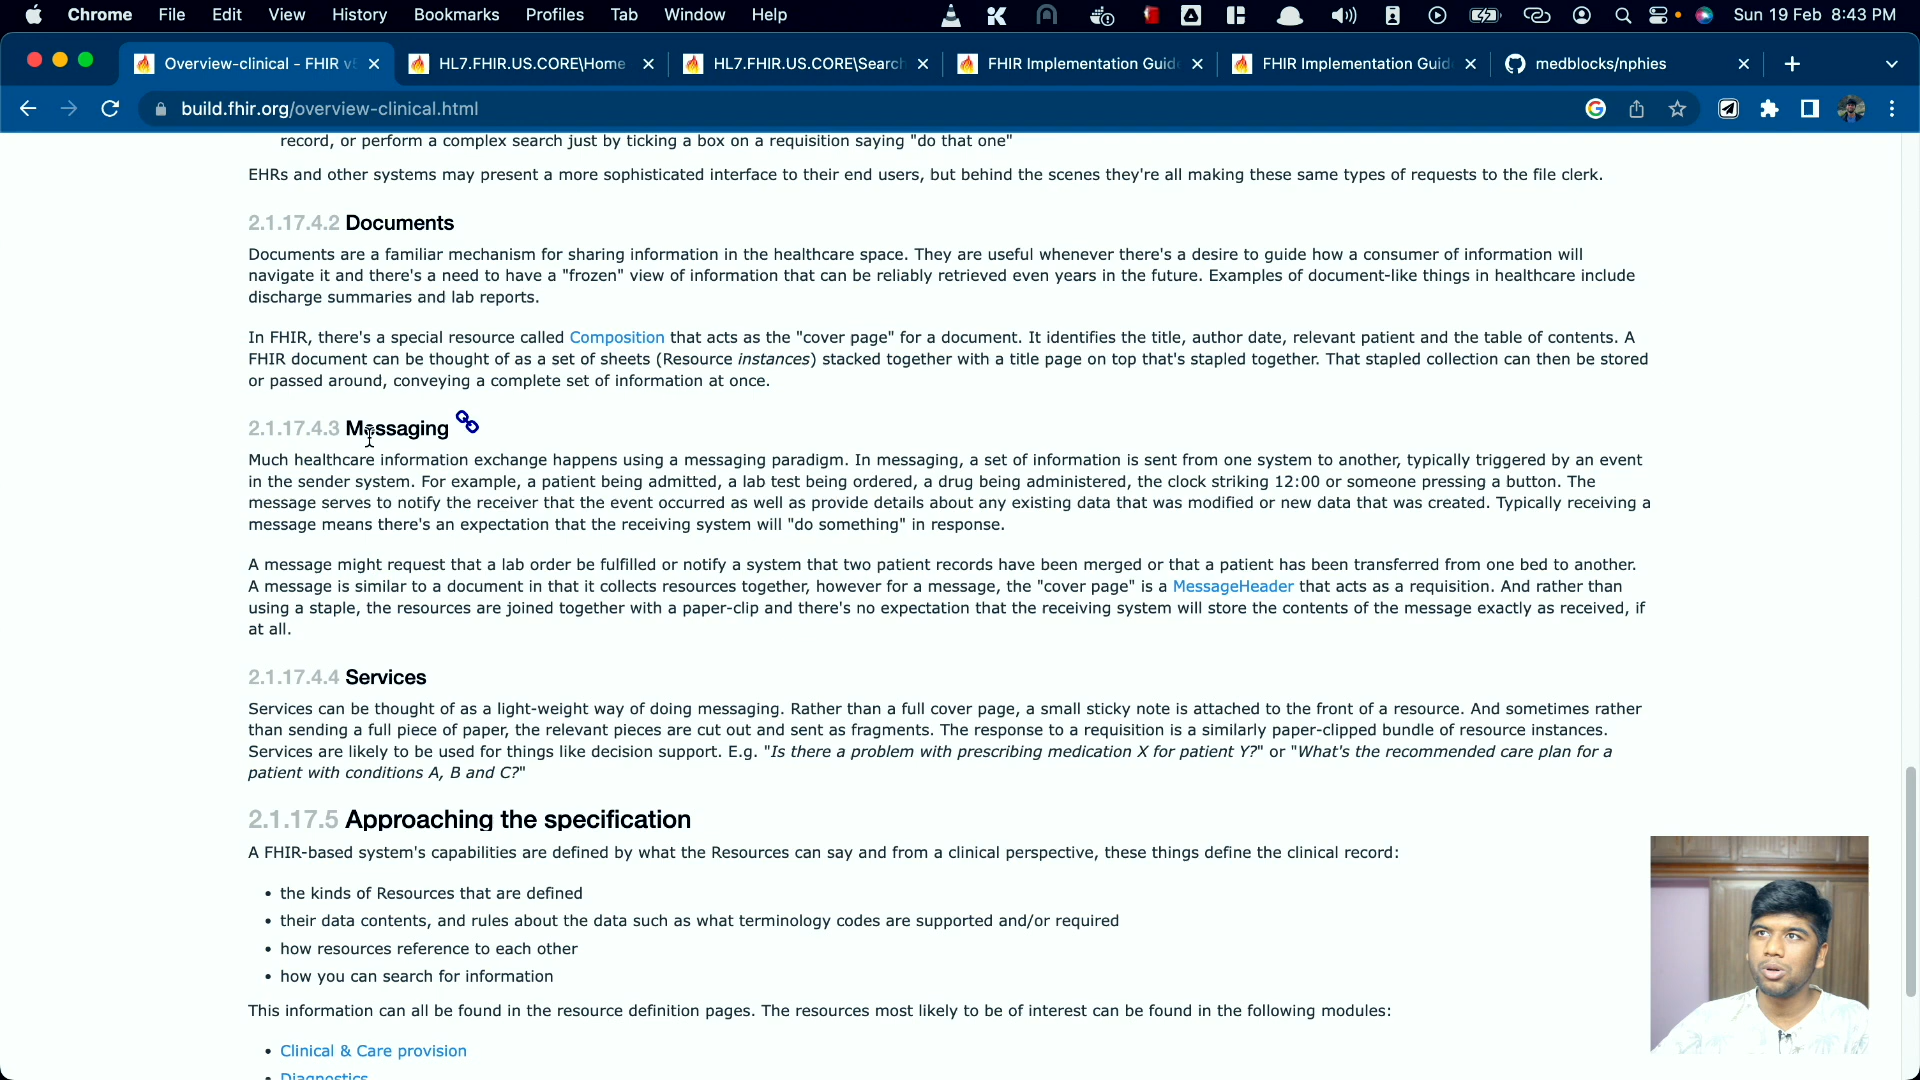 Chrome File Edit View History Bookmarks Profiles Tab Window Help Sun 19 Feb 8:43 PM
Overview-clinical - FHIR v5 HL7.FHIR.US.CORE\Home HL7.FHIR.US.CORE\Search FHIR Implementation Guid FHIR Implementation Guid medblocks/nphies
build.fhir.org/overview-clinical.html
record, or perform a complex search just by ticking a box on a requisition saying "do that one"
EHRs and other systems may present a more sophisticated interface to their end users, but behind the scenes they're all making these same types of requests to the file clerk.
2.1.17.4.2 Documents
Documents are a familiar mechanism for sharing information in the healthcare space. They are useful whenever there's a desire to guide how a consumer of information will
navigate it and there's a need to have a "frozen" view of information that can be reliably retrieved even years in the future. Examples of document-like things in healthcare include
discharge summaries and lab reports.
In FHIR, there's a special resource called Composition that acts as the "cover page" for a document. It identifies the title, author date, relevant patient and the table of contents. A
FHIR document can be thought of as a set of sheets (Resource instances) stacked together with a title page on top that's stapled together. That stapled collection can then be stored
or passed around, conveying a complete set of information at once.
2.1.17.4.3 Messaging
Much healthcare information exchange happens using a messaging paradigm. In messaging, a set of information is sent from one system to another, typically triggered by an event
in the sender system. For example, a patient being admitted, a lab test being ordered, a drug being administered, the clock striking 12:00 or someone pressing a button. The
message serves to notify the receiver that the event occurred as well as provide details about any existing data that was modified or new data that was created. Typically receiving a
message means there's an expectation that the receiving system will "do something" in response.
A message might request that a lab order be fulfilled or notify a system that two patient records have been merged or that a patient has been transferred from one bed to another.
A message is similar to a document in that it collects resources together, however for a message, the "cover page" is a MessageHeader that acts as a requisition. And rather than
using a staple, the resources are joined together with a paper-clip and there's no expectation that the receiving system will store the contents of the message exactly as received, if
at all.
2.1.17.4.4 Services
Services can be thought of as a light-weight way of doing messaging. Rather than a full cover page, a small sticky note is attached to the front of a resource. And sometimes rather
than sending a full piece of paper, the relevant pieces are cut out and sent as fragments. The response to a requisition is a similarly paper-clipped bundle of resource instances.
Services are likely to be used for things like decision support. E.g. "Is there a problem with prescribing medication X for patient Y?" or "What's the recommended care plan for a
patient with conditions A, B and C?"
2.1.17.5 Approaching the specification
A FHIR-based system's capabilities are defined by what the Resources can say and from a clinical perspective, these things define the clinical record:
• the kinds of Resources that are defined
• their data contents, and rules about the data such as what terminology codes are supported and/or required
• how resources reference to each other
• how you can search for information
This information can all be found in the resource definition pages. The resources most likely to be of interest can be found in the following modules:
• Clinical & Care provision
• Diagnostics